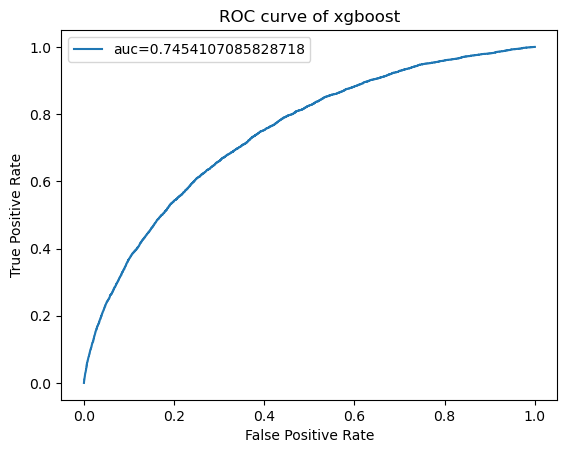 ROC curve of xgboost
auc=0.7454107085828718
True Positive Rate
1.0
0.8
0.6
0.4
0.2
0.0
0.0 0.2 0.4 0.6 0.8 1.0
False Positive Rate